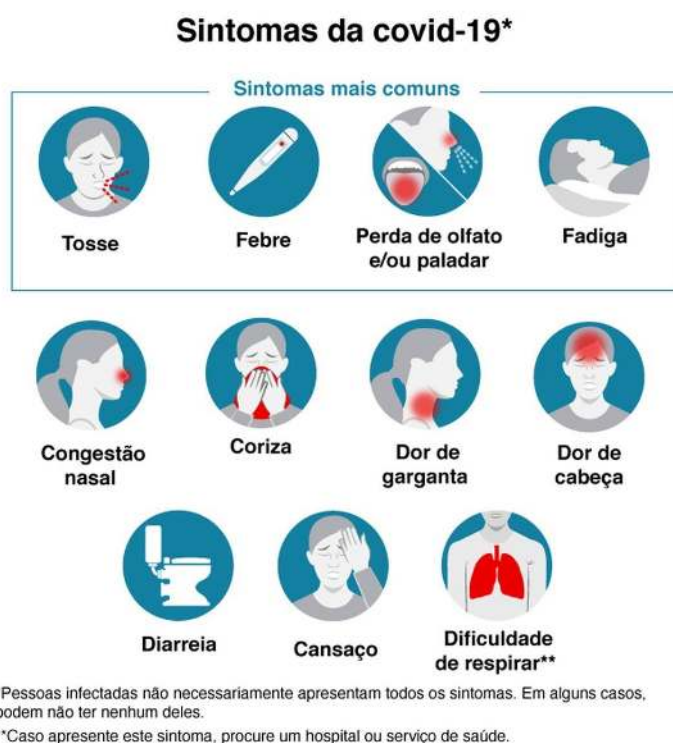 Sintomas da covid-19*
Sintomas mais comuns
Tosse
Febre
Perda de olfato
e/ou paladar
Fadiga
Congestão
nasal
Coriza
Dor de
garganta
Dor de
cabeça
Diarreia
Cansaço
Dificuldade
de respirar**
Pessoas infectadas não necessariamente apresentam todos os sintomas. Em alguns casos,
podem não ter nenhum deles.
*Caso apresente este sintoma, procure um hospital ou serviço de saúde.